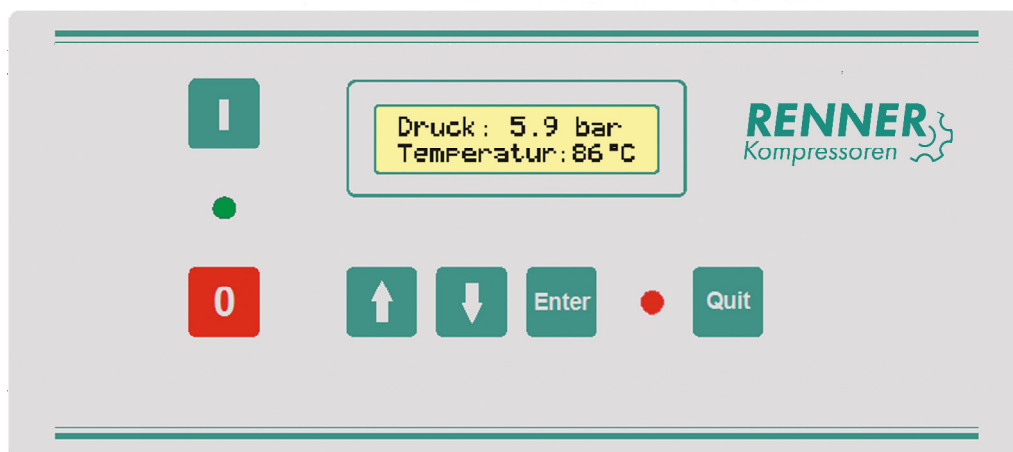 I
Druck: 5.9 bar
Temperatur:86°C
RENNER
Kompressoren
0
Enter
Quit